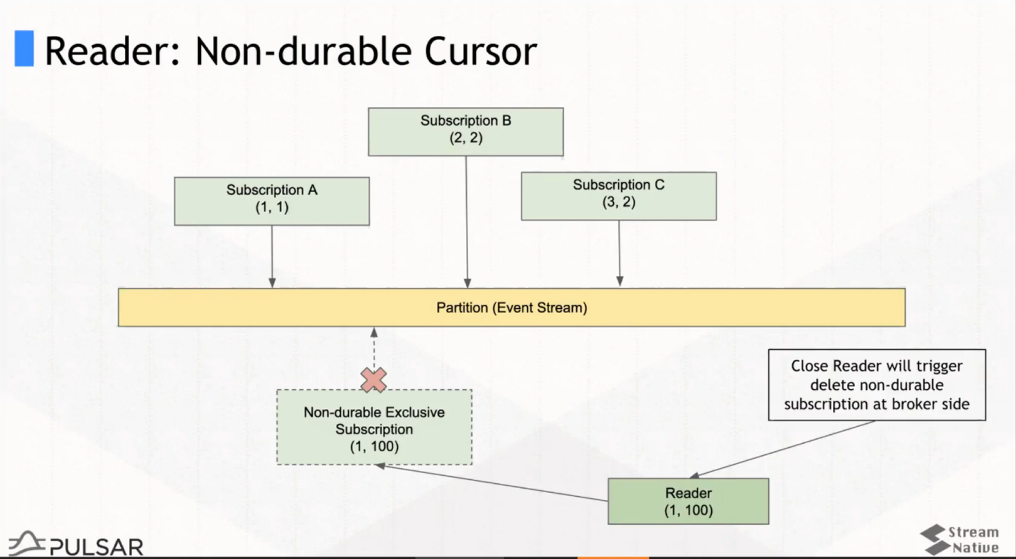 Reader: Non-durable Cursor
Subscription B
(2, 2)
Subscription A
(1, 1)
Subscription C
(3, 2)
Partition (Event Stream)
Close Reader will trigger
delete non-durable
subscription at broker side
Non-durable Exclusive
Subscription
(1, 100)
Reader
(1, 100)
PULSAR
Stream
Native